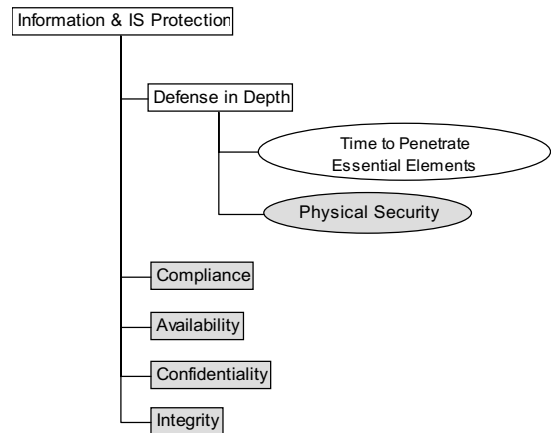 Information & IS Protection
Defense in Depth
Time to Penetrate
Essential Elements
Physical Security
Compliance
Availability
Confidentiality
Integrity